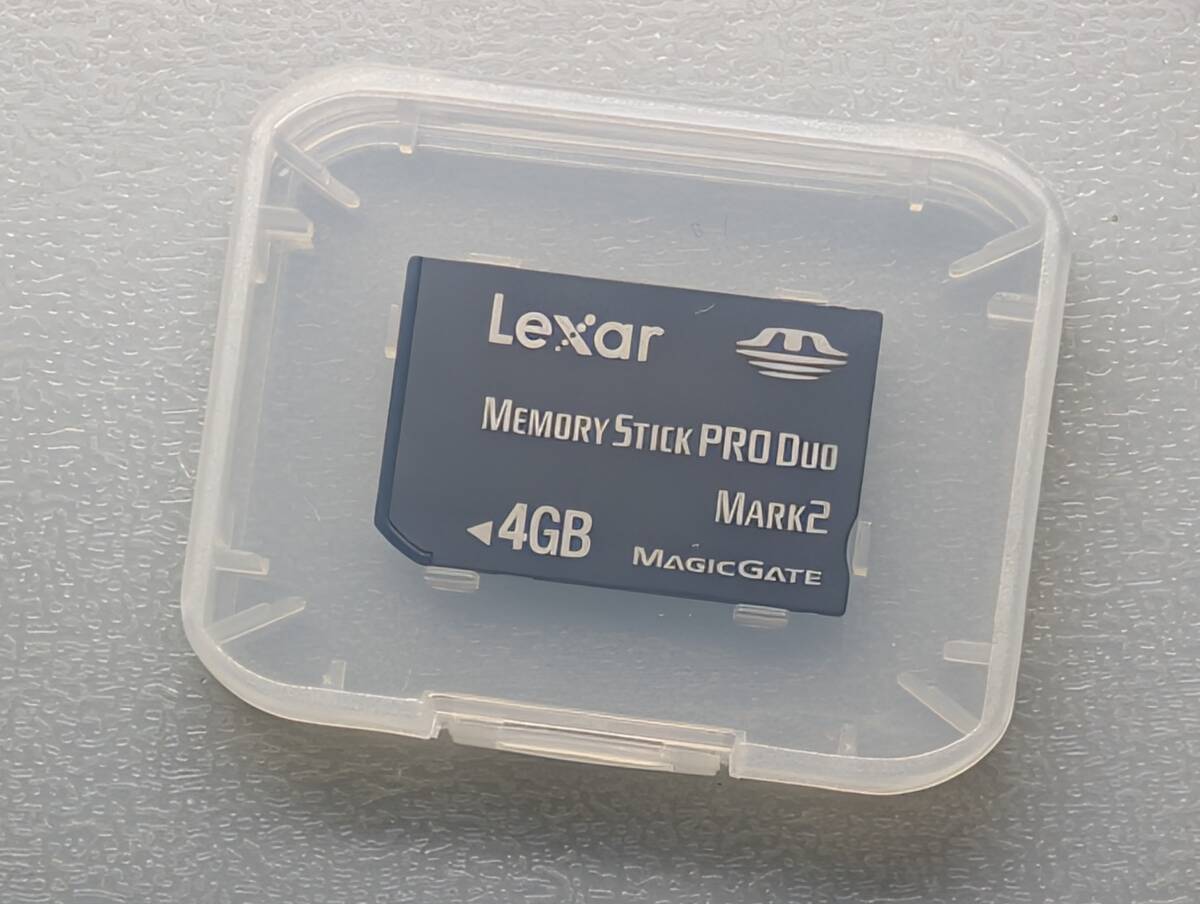 Lexar
MEMORY STICK PRO DUO
MARK2
◀4GB
MAGICGATE